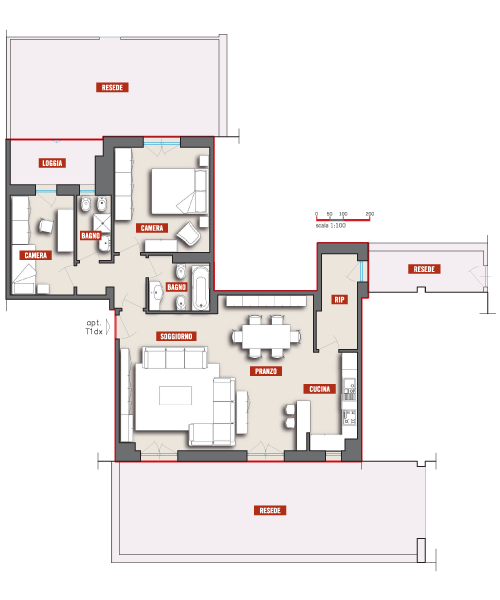 RESEDE
LOGGIA
CAMERA
BAGNO
CAMERA
0 50 100 200
scala 1:100
RESEDE
BAGNO
RIP
apt.
T1dx
SOGGIORNO
PRANZO
CUCINA
RESEDE